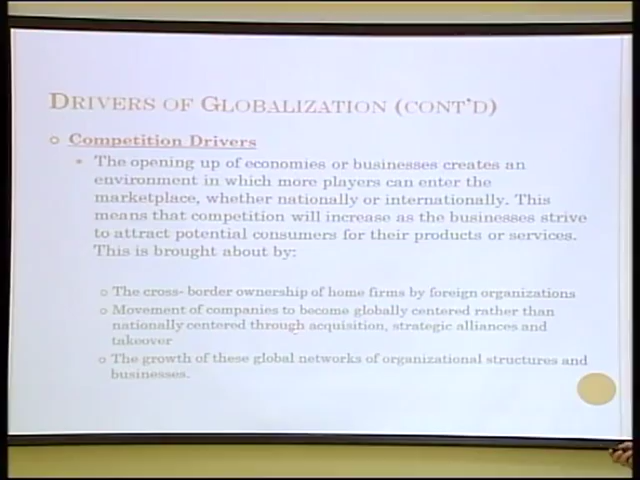 DRIVERS OF GLOBALIZATION (CONT'D)
Competition Drivers
The opening up of economies or businesses creates an
environment in which more players can enter the
marketplace, whether nationally or internationally. This
means that competition will increase as the businesses strive
to attract potential consumers for their products or services.
This is brought about by:
The cross- border ownership of home firms by foreign organizations
Movement of companies to become globally centered rather than
nationally centered through acquisition, strategic alliances and
takeover
The growth of these global networks of organizational structures and
businesses.